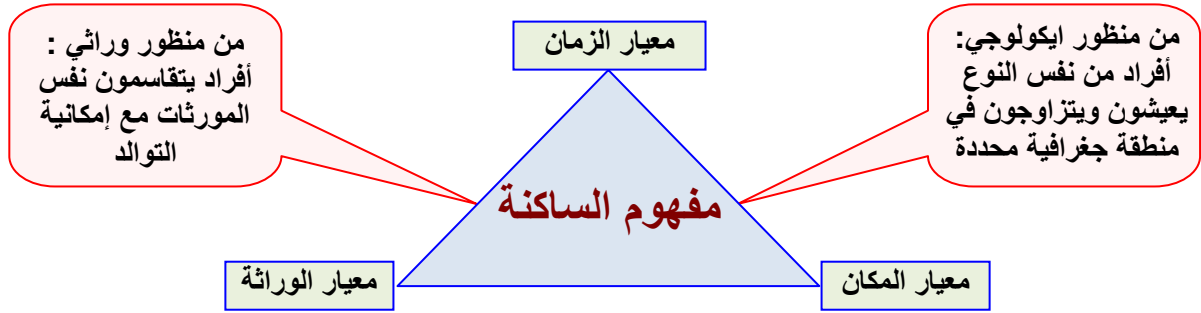 من منظور ايكولوجي:
أفراد من نفس النوع
يعيشون ويتزاوجون في
منطقة جغرافية محددة
معيار الزمان
من منظور وراثي :
أفراد يتقاسمون نفس
المورثات مع إمكانية
التوالد
مفهوم الساكنة
معيار المكان
معيار الوراثة